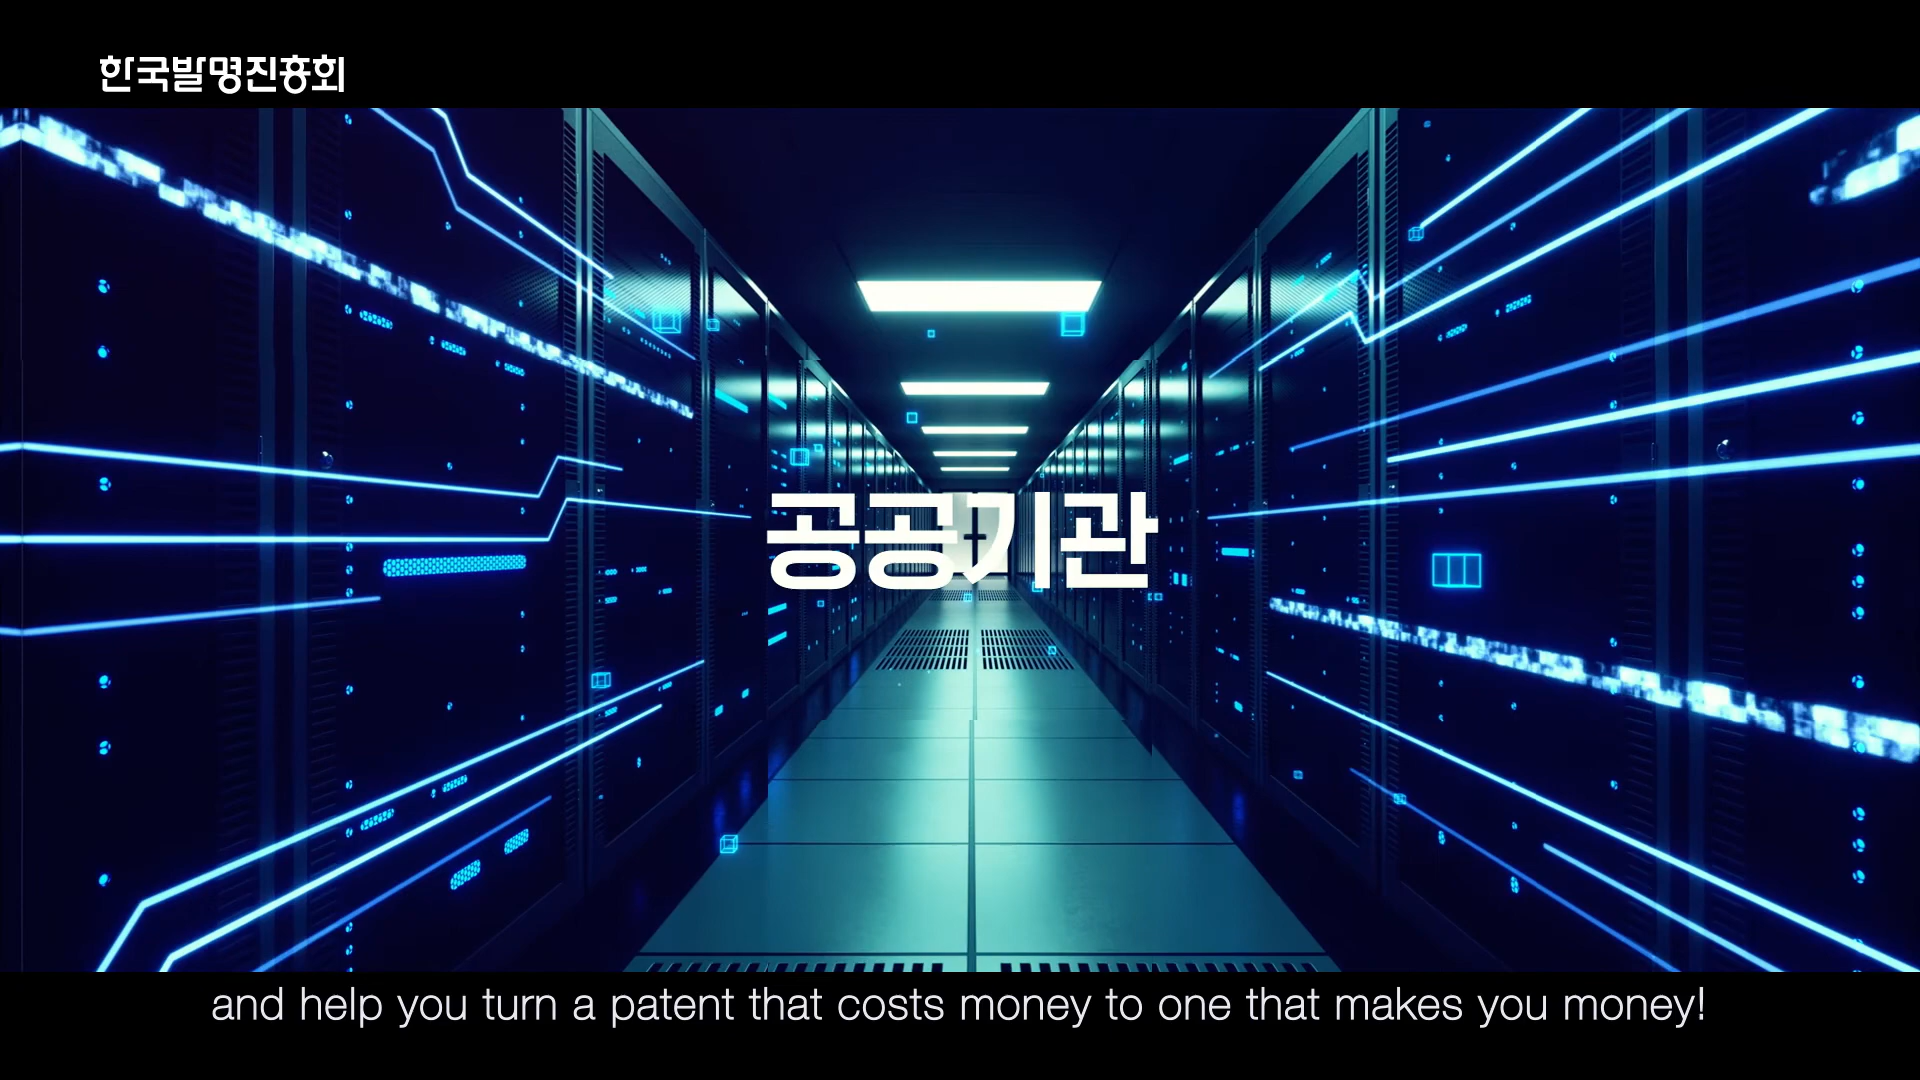 한국발명진흥회
공공기관
and help you turn a patent that costs money to one that makes you money!